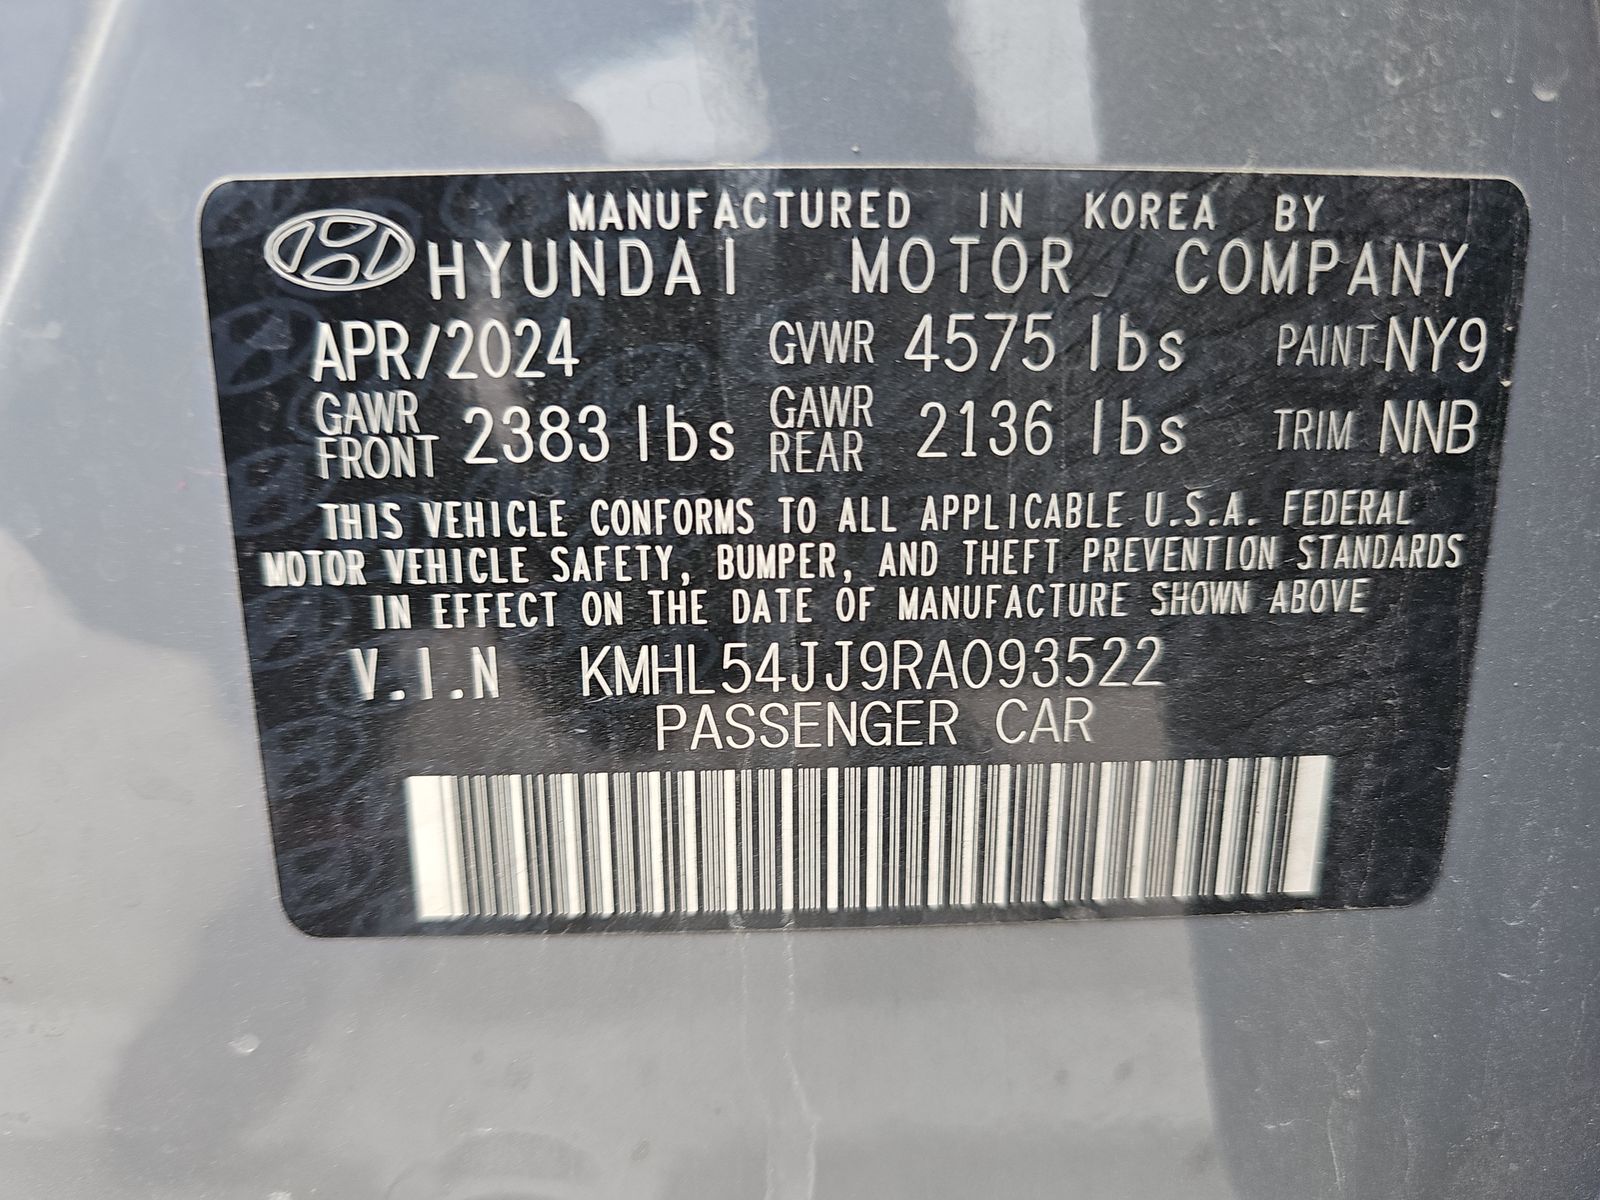 MANUFACTURED IN KOREA BY
HYUNDAI MOTOR COMPANY
APR/2024 GVWR 4575 lbs PAINT:NY9
GAWR FRONT 2383 lbs GAWR REAR 2136 lbs TRIM NNB
THIS VEHICLE CONFORMS TO ALL APPLICABLE U.S.A. FEDERAL
MOTOR VEHICLE SAFETY, BUMPER, AND THEFT PREVENTION STANDARDS
IN EFFECT ON THE DATE OF MANUFACTURE SHOWN ABOVE
V.I.N KMHL54JJ9RA093522
PASSENGER CAR